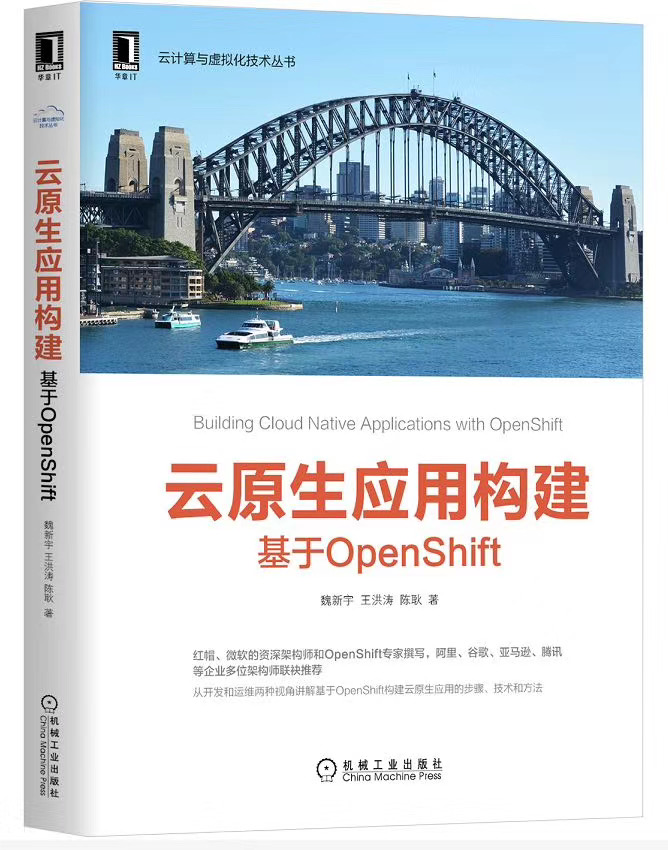 HZ Books
华章IT
云计算与虚拟化
技术丛书
云原生应用构建
基于OpenShift
魏新宇 王洪涛 陈耿 著
机械工业出版社
China Machine Press
HZ Books
华章IT
云计算与虚拟化技术丛书
Building Cloud Native Applications with OpenShift
云原生应用构建
基于OpenShift
魏新宇 王洪涛 陈耿 著
红帽、微软的资深架构师和OpenShift专家撰写，阿里、谷歌、亚马逊、腾讯
等企业多位架构师联袂推荐
从开发和运维两种视角讲解基于OpenShift构建云原生应用的步骤、技术和方法
机械工业出版社
China Machine Press